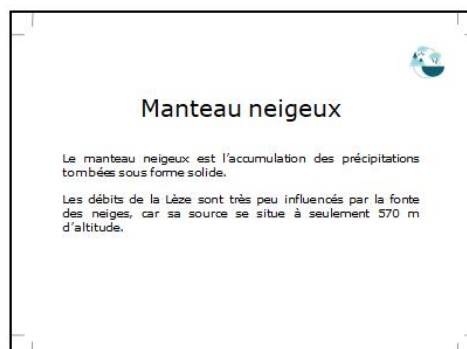 Manteau neigeux
Le manteau neigeux est l'accumulation des précipitations
tombées sous forme solide.
Les débits de la Lèze sont très peu influencés par la fonte
des neiges, car sa source se situe à seulement 570 m
d'altitude.